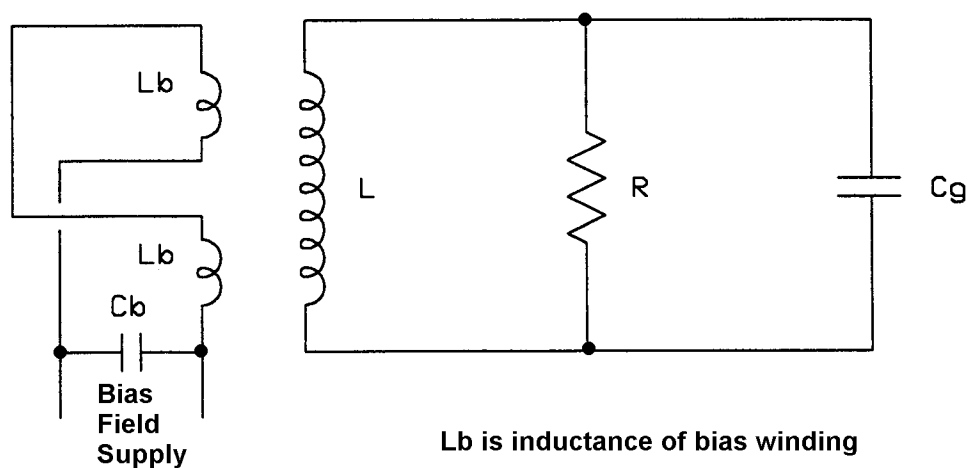 Lb
L
R
Cg
Lb
Cb
Bias
Field
Supply
Lb is inductance of bias winding